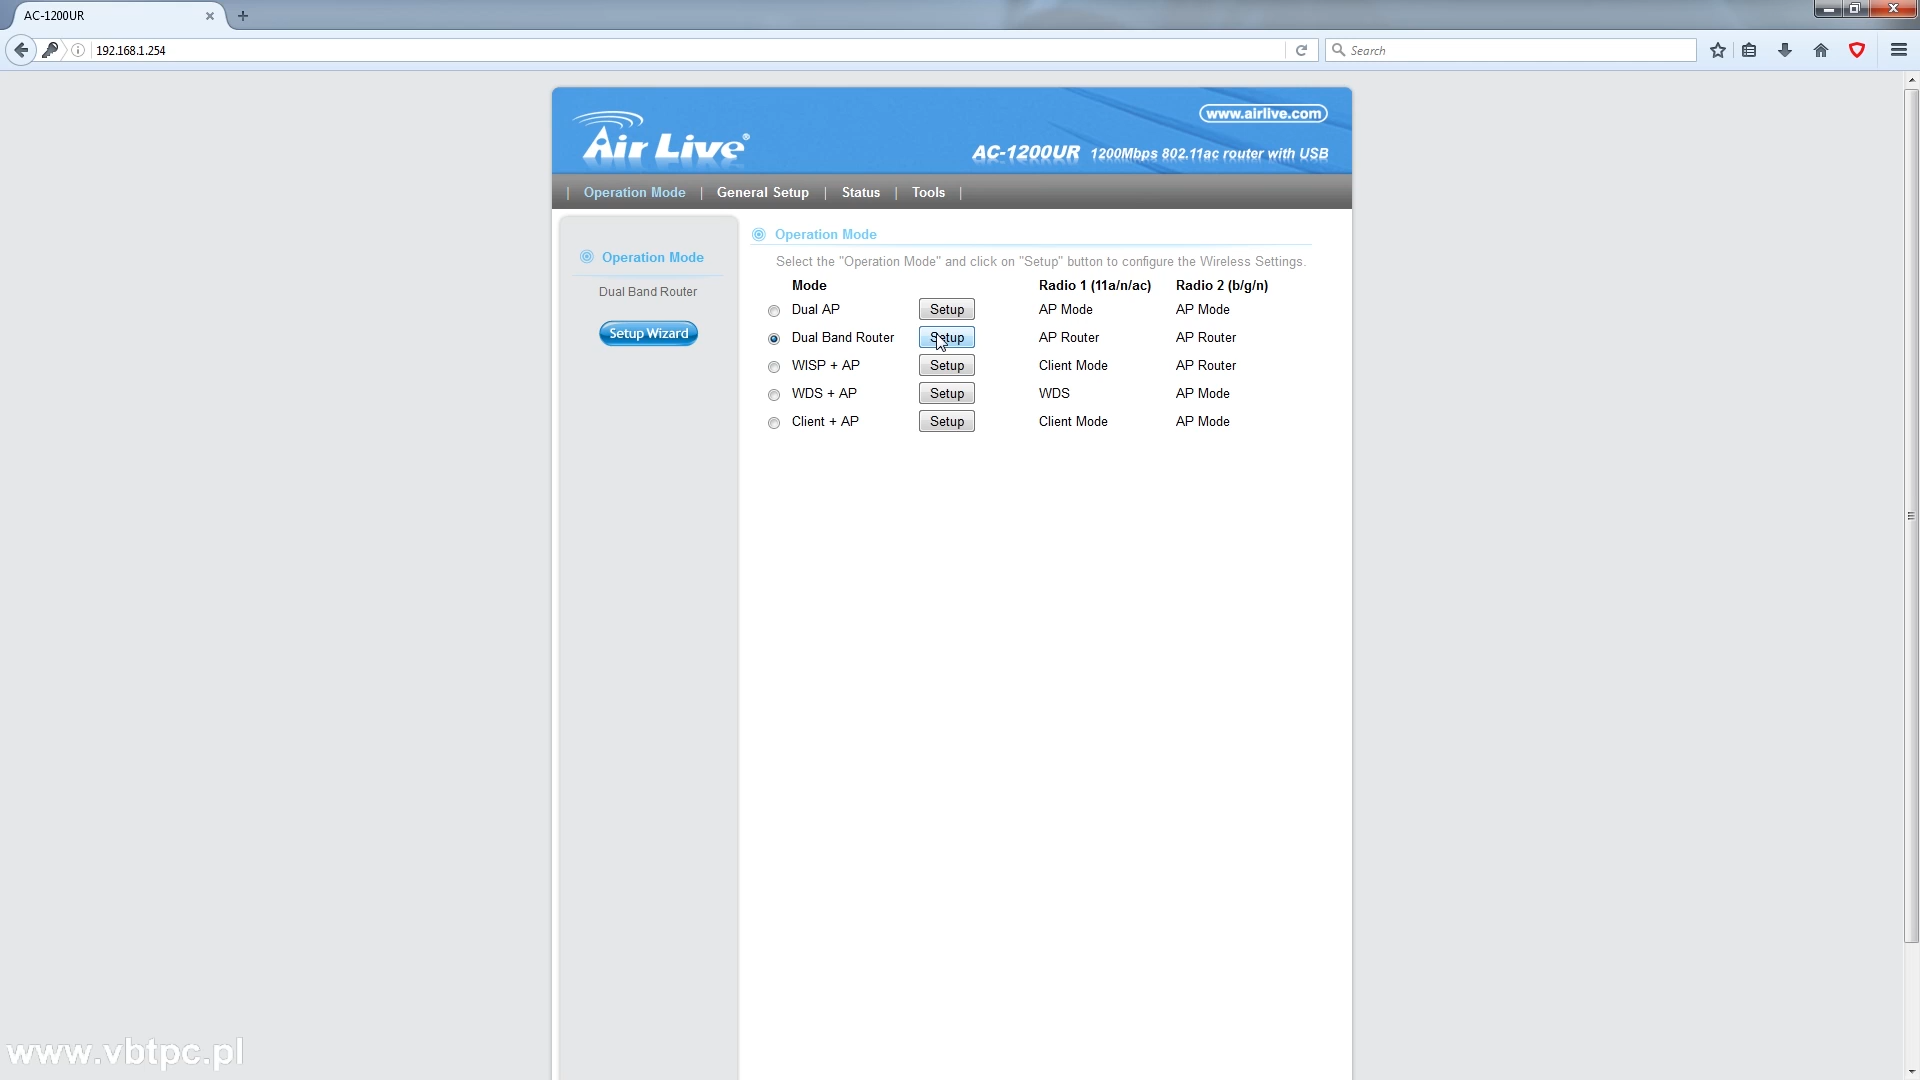 AC-1200UR
192.168.1.254
Search
www.airlive.com
Air Live®
AC-1200UR 1200Mbps 802.11ac router with USB
| Operation Mode | General Setup | Status | Tools |
Operation Mode
Dual Band Router
Setup Wizard
Operation Mode
Select the "Operation Mode" and click on "Setup" button to configure the Wireless Settings.
Mode Radio 1 (11a/n/ac) Radio 2 (b/g/n)
Dual AP Setup AP Mode AP Mode
Dual Band Router Setup AP Router AP Router
WISP + AP Setup Client Mode AP Router
WDS + AP Setup WDS AP Mode
Client + AP Setup Client Mode AP Mode
www.vbtpc.pl